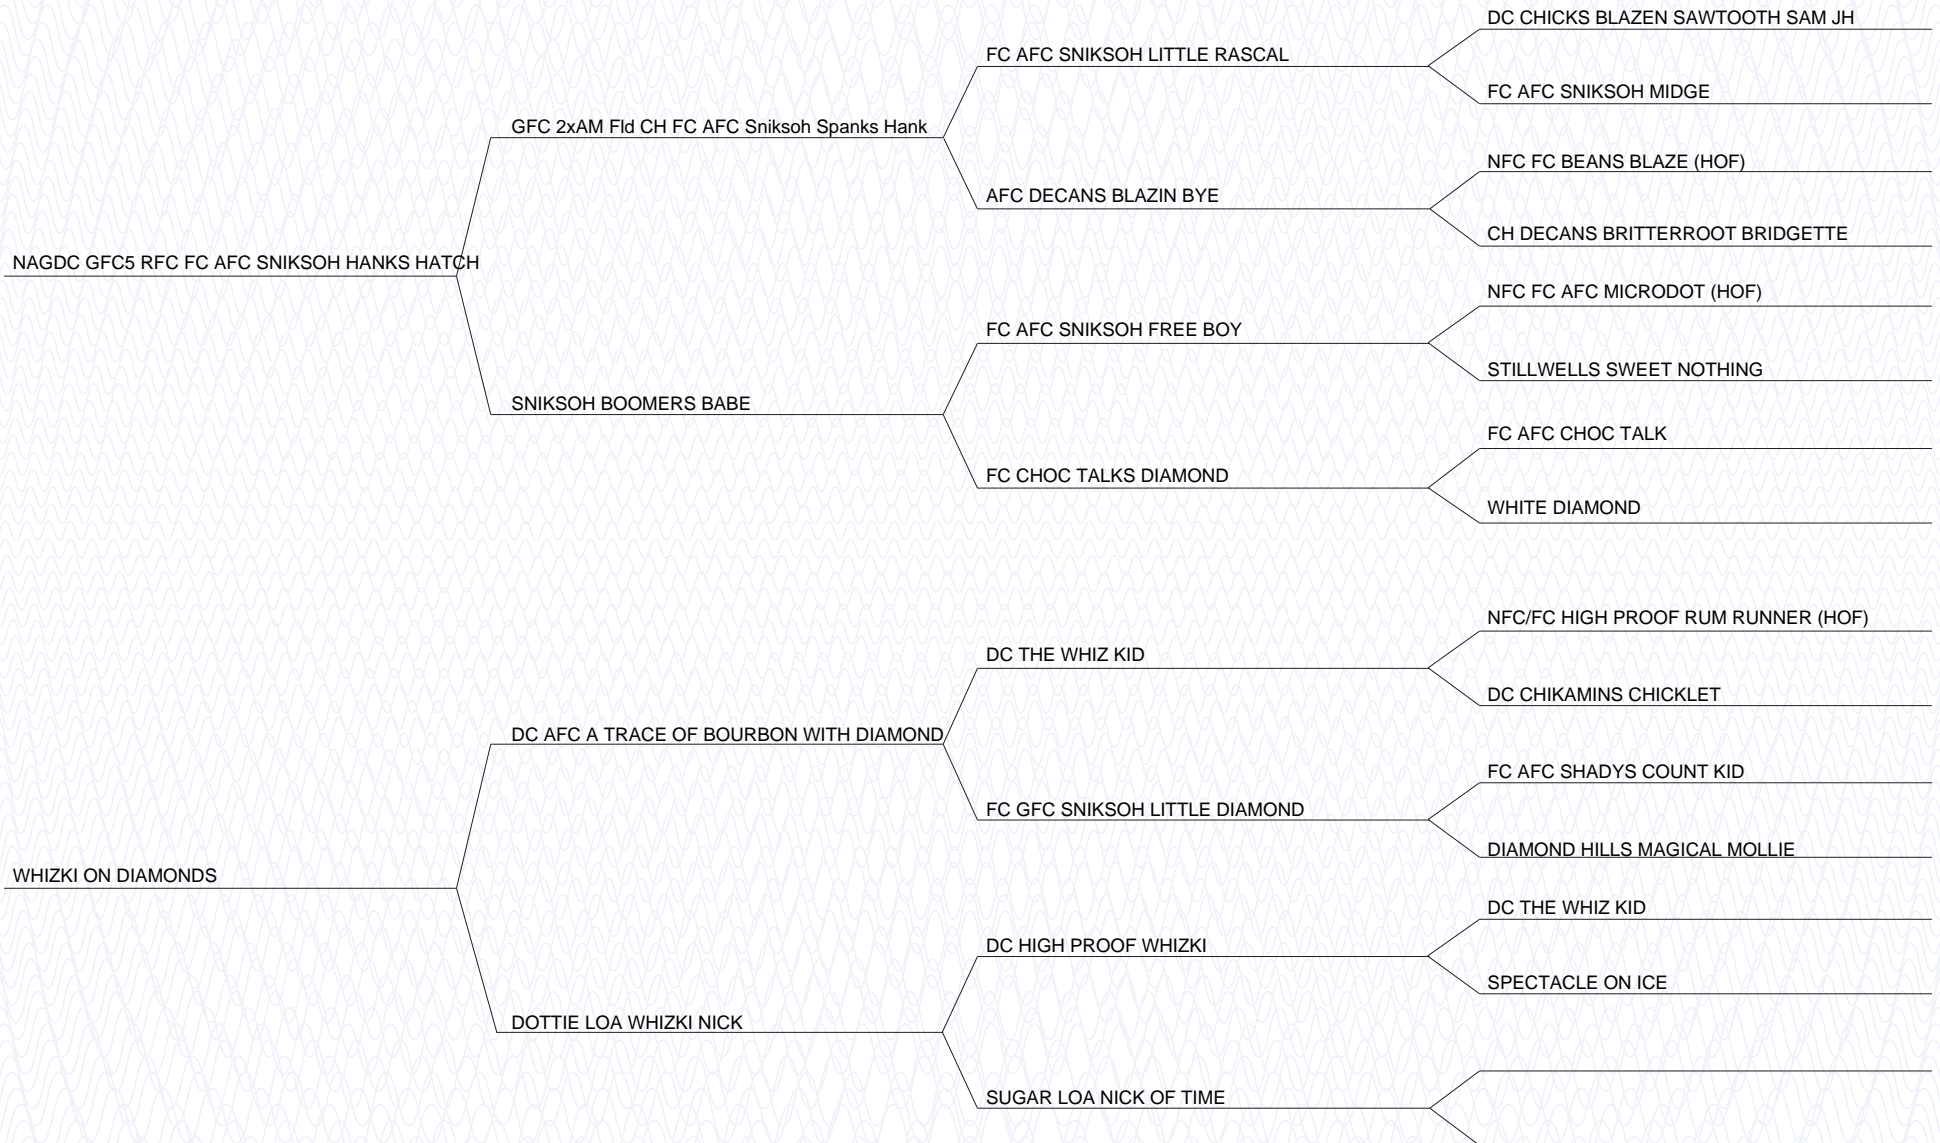 DC CHICKS BLAZEN SAWTOOTH SAM JH
FC AFC SNIKSOH LITTLE RASCAL
FC AFC SNIKSOH MIDGE
GFC 2xAM Fld CH FC AFC Sniksoh Spanks Hank
NFC FC BEANS BLAZE (HOF)
AFC DECANS BLAZIN BYE
CH DECANS BRITTERROOT BRIDGETTE
NAGDC GFC5 RFC FC AFC SNIKSOH HANKS HATCH
NFC FC AFC MICRODOT (HOF)
FC AFC SNIKSOH FREE BOY
STILLWELLS SWEET NOTHING
SNIKSOH BOOMERS BABE
FC AFC CHOC TALK
FC CHOC TALKS DIAMOND
WHITE DIAMOND
NFC/FC HIGH PROOF RUM RUNNER (HOF)
DC THE WHIZ KID
DC CHIKAMINS CHICKLET
DC AFC A TRACE OF BOURBON WITH DIAMOND
FC AFC SHADYS COUNT KID
FC GFC SNIKSOH LITTLE DIAMOND
DIAMOND HILLS MAGICAL MOLLIE
WHIZKI ON DIAMONDS
DC THE WHIZ KID
DC HIGH PROOF WHIZKI
SPECTACLE ON ICE
DOTTIE LOA WHIZKI NICK
SUGAR LOA NICK OF TIME